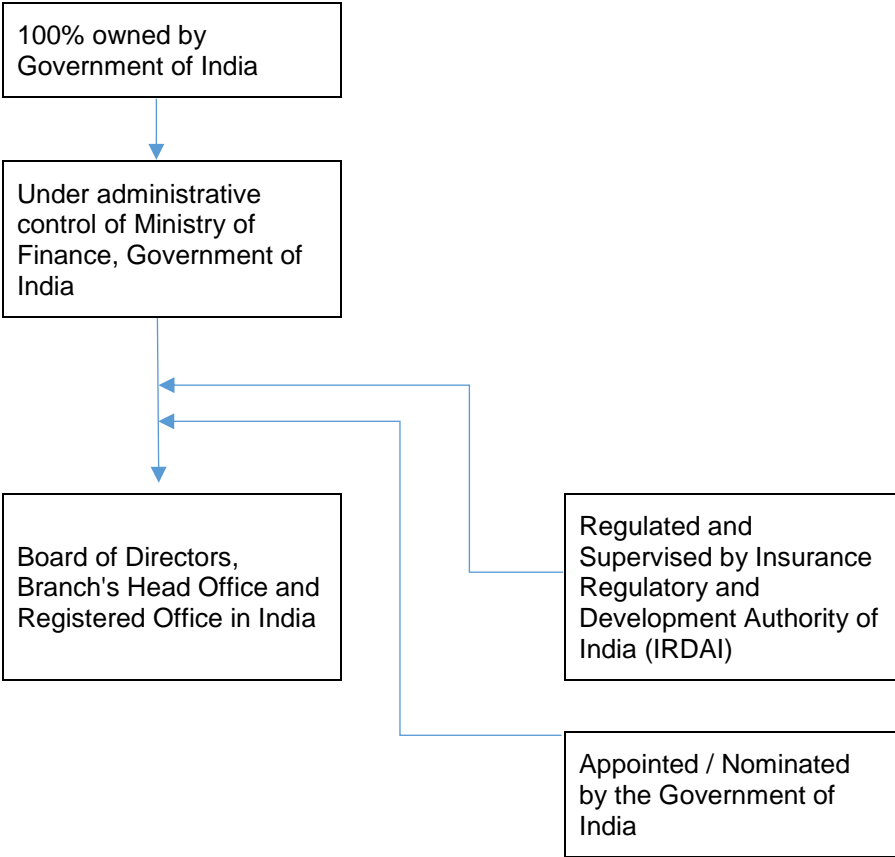 100% owned by
Government of India
Under administrative
control of Ministry of
Finance, Government of
India
Board of Directors,
Branch's Head Office and
Registered Office in India
Regulated and
Supervised by Insurance
Regulatory and
Development Authority of
India (IRDAI)
Appointed / Nominated
by the Government of
India